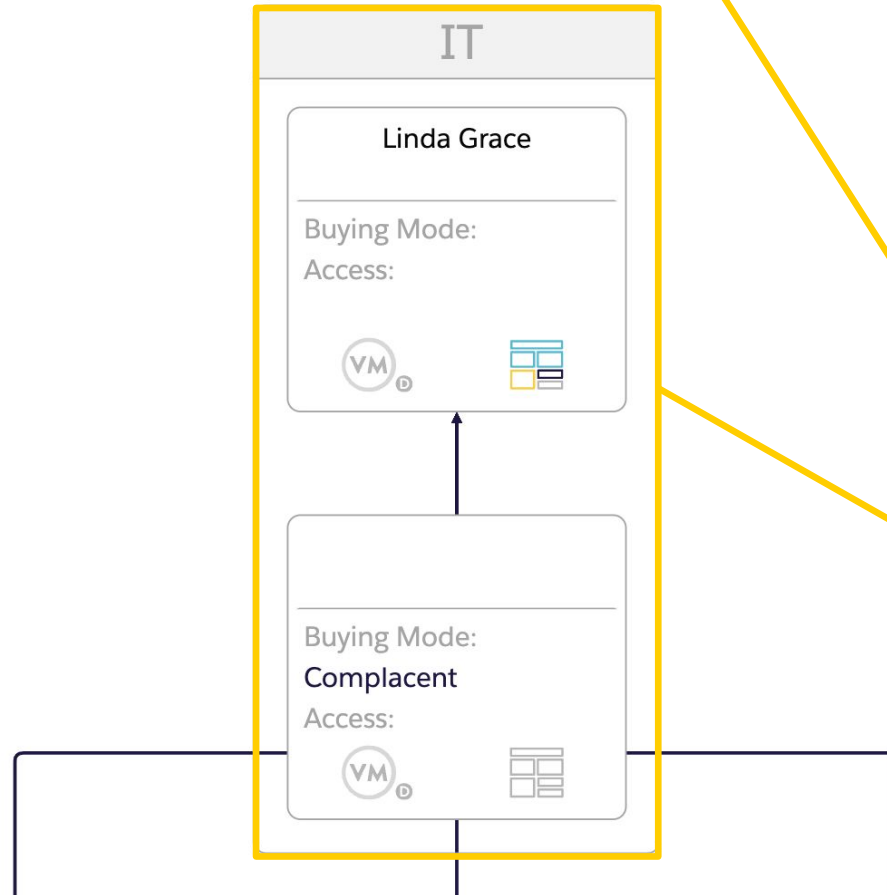 IT
Linda Grace
Buying Mode:
Access:
VM D
Buying Mode:
Complacent
Access:
VM D